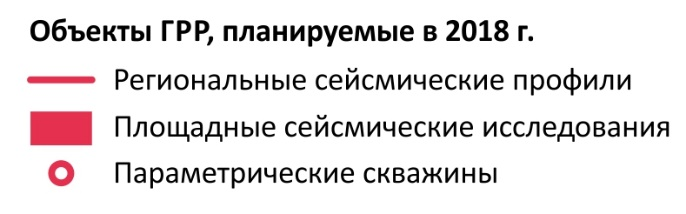 Объекты ГРР, планируемые в 2018 г.
Региональные сейсмические профили
Площадные сейсмические исследования
Параметрические скважины